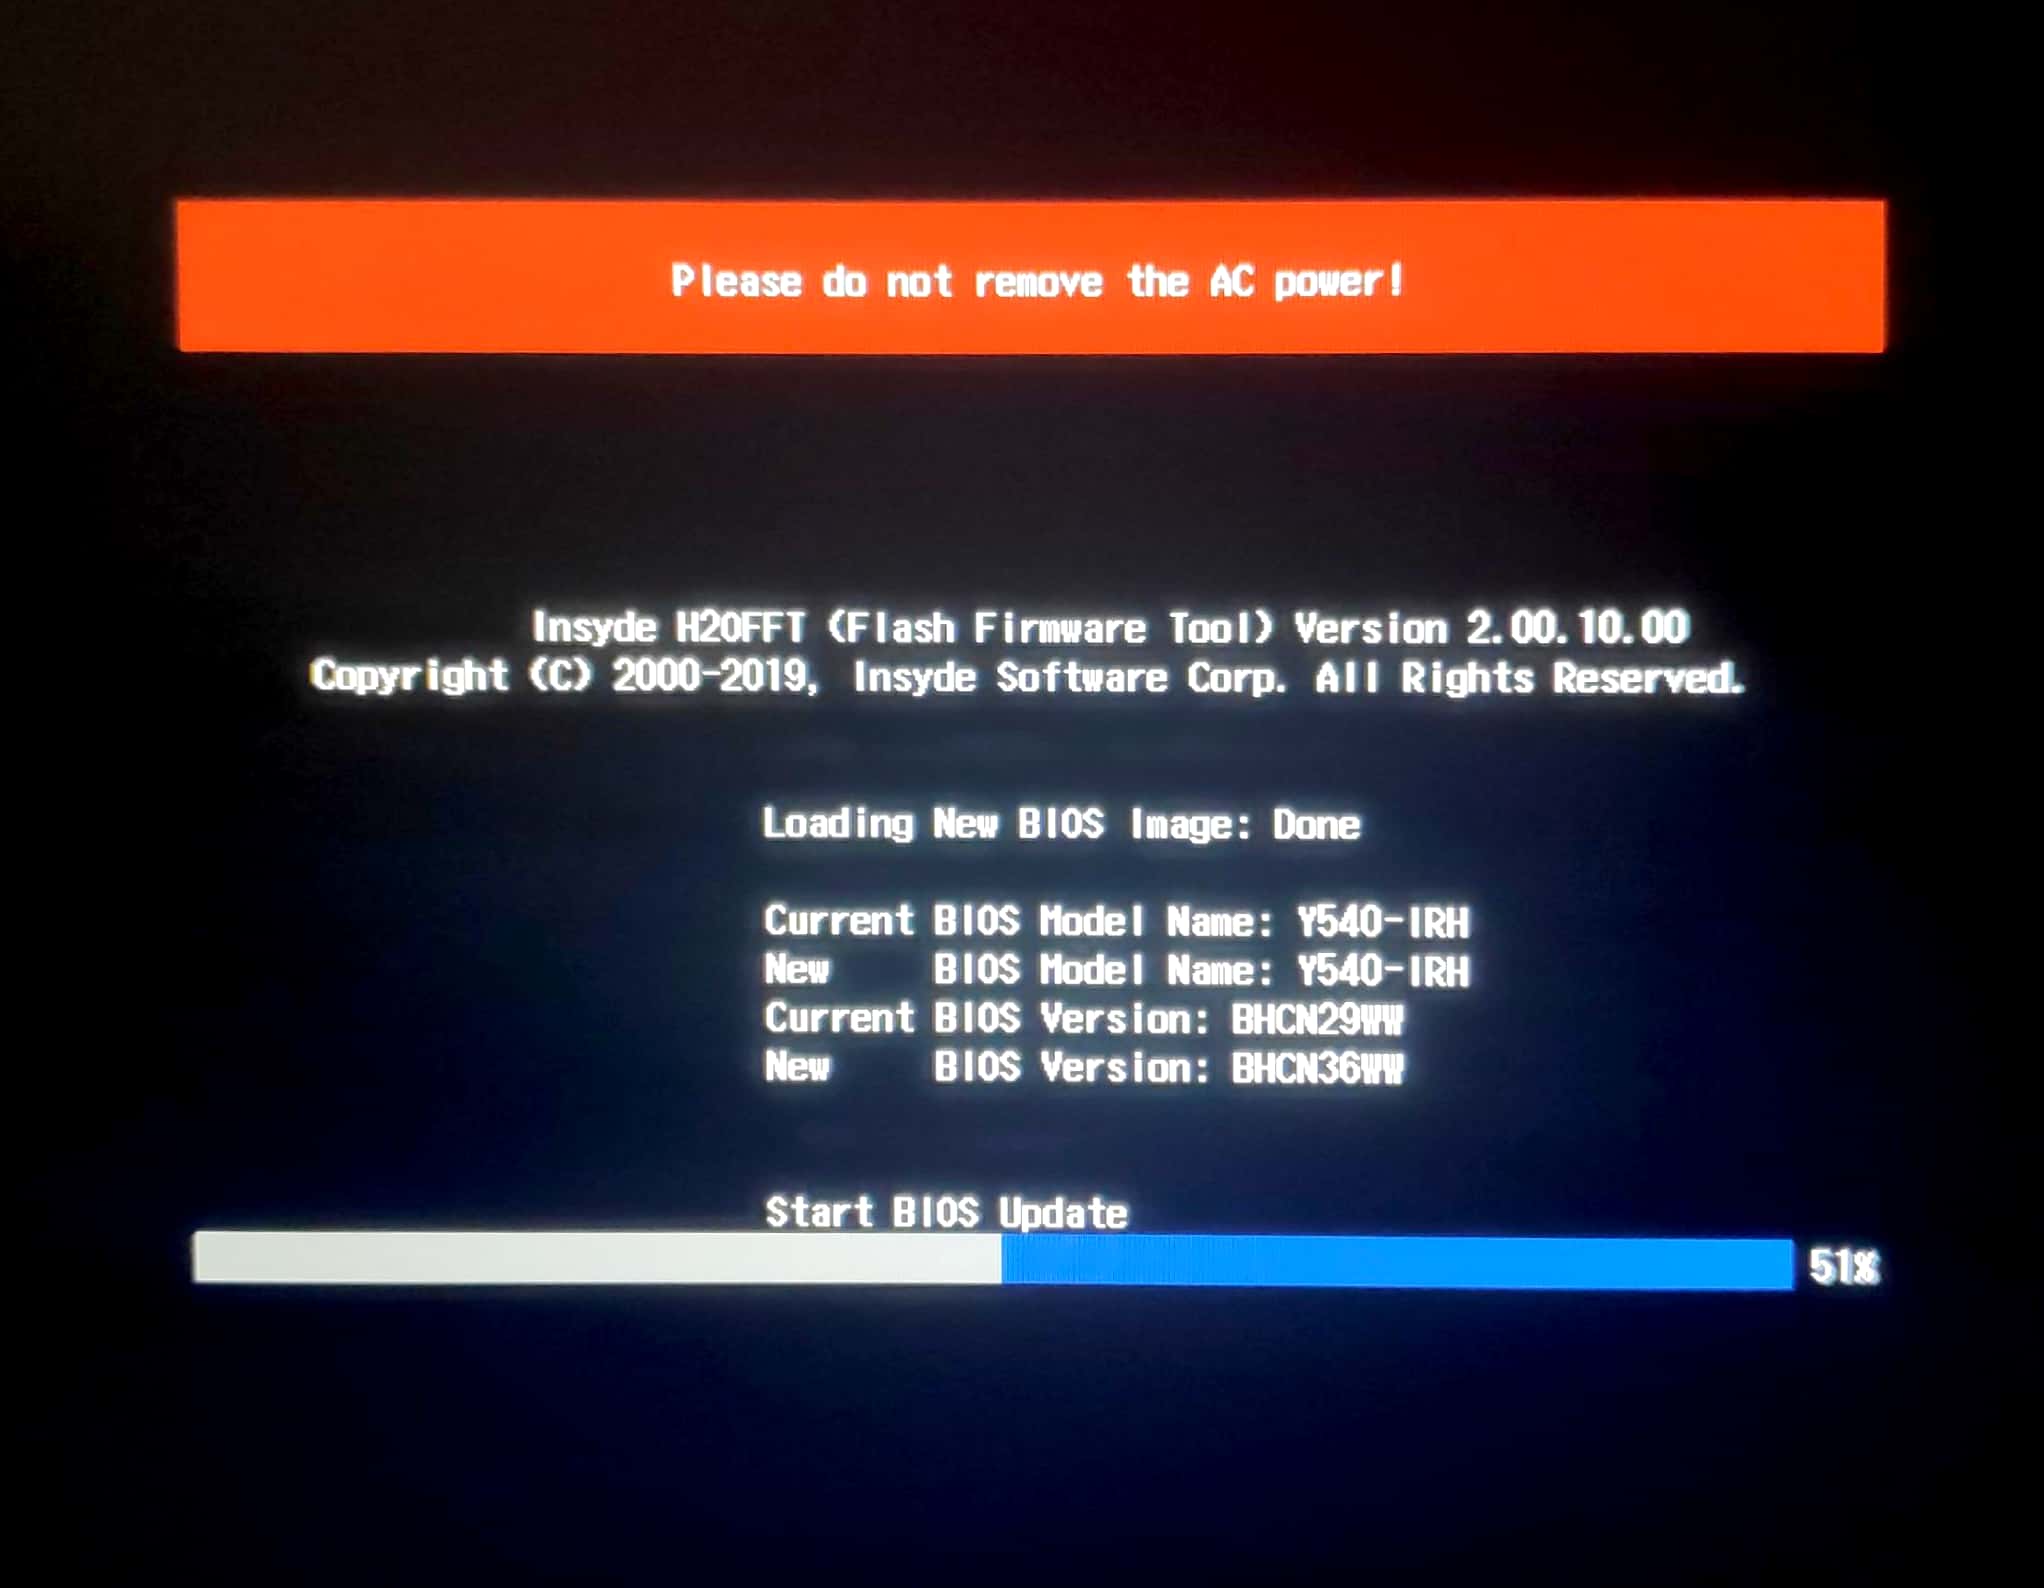 Please do not remove the AC power!
Insyde H2OFFT (Flash Firmware Tool) Version 2.00.10.00
Copyright (C) 2000-2019, Insyde Software Corp. All Rights Reserved.
Loading New BIOS Image: Done
Current BIOS Model Name: Y540-IRH
New BIOS Model Name: Y540-IRH
Current BIOS Version: BHCN29WW
New BIOS Version: BHCN36WW
Start BIOS Update
51%